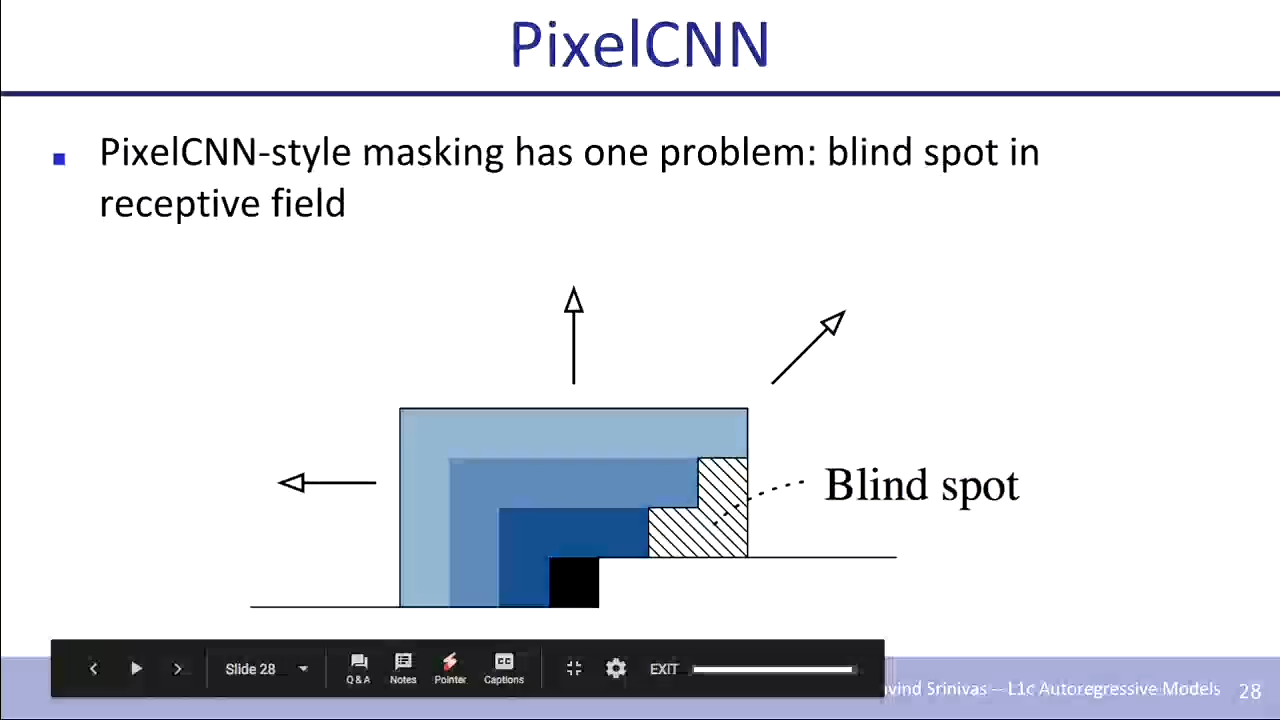 PixelCNN
PixelCNN-style masking has one problem: blind spot in
receptive field
Blind spot
Slide 28
Q & A
Notes
Pointer
CC
Captions
EXIT
Srinivas – L1c Autoregressive Models
28